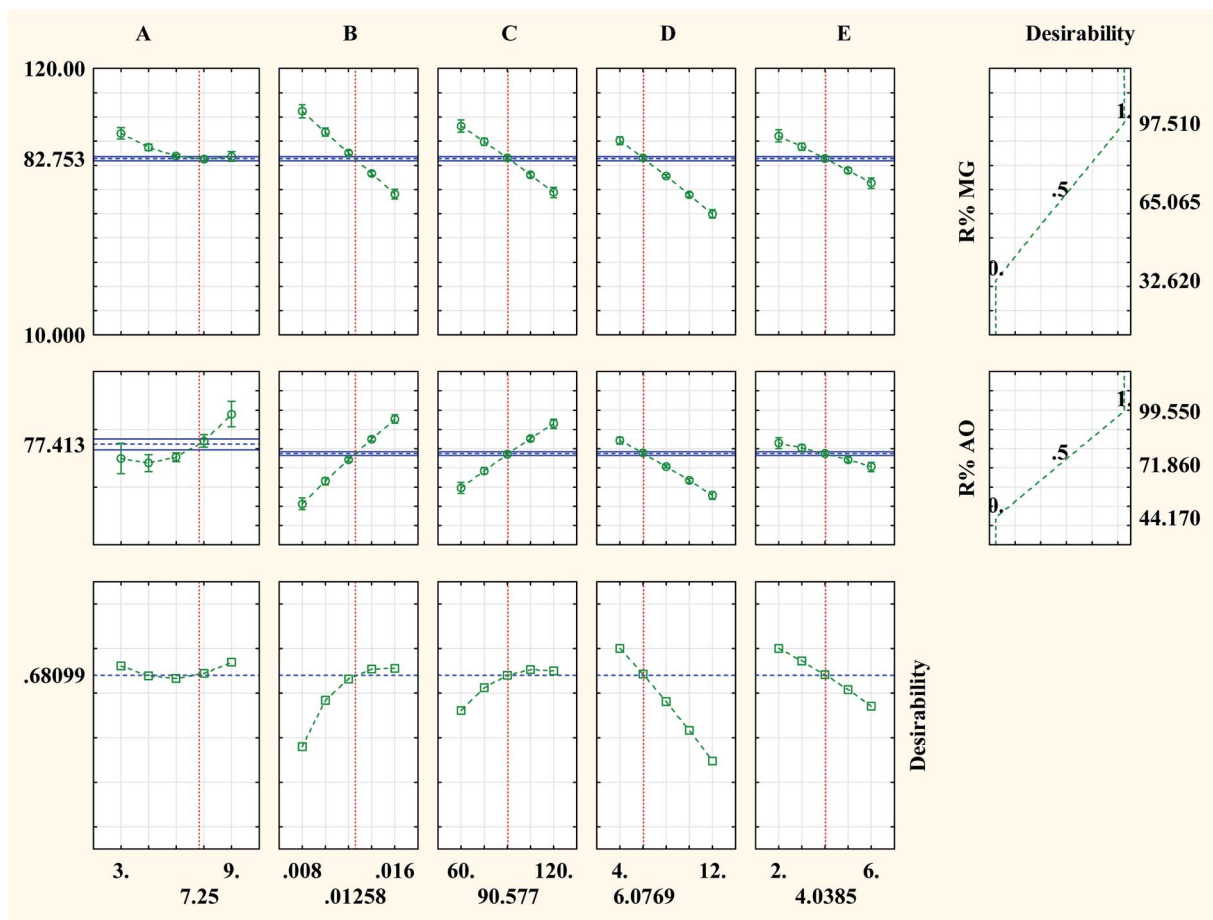 A B C D E Desirability
120.00
1.
97.510
82.753
R% MG
.5
65.065
0.
32.620
10.000
1.
99.550
77.413
R% AO
.5
71.860
0.
44.170
.68099
Desirability
3. 9. .008 .016 60. 120. 4. 12. 2. 6.
7.25 .01258 90.577 6.0769 4.0385